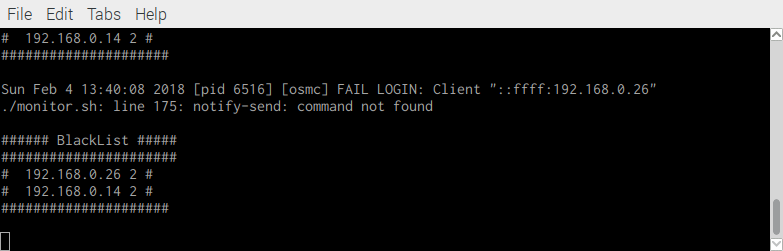 File Edit Tabs Help
#  192.168.0.14 2 #
#####################
Sun Feb 4 13:40:08 2018 [pid 6516] [osmc] FAIL LOGIN: Client "::ffff:192.168.0.26"
./monitor.sh: line 175: notify-send: command not found
###### BlackList #####
######################
#  192.168.0.26 2 #
#  192.168.0.14 2 #
#####################